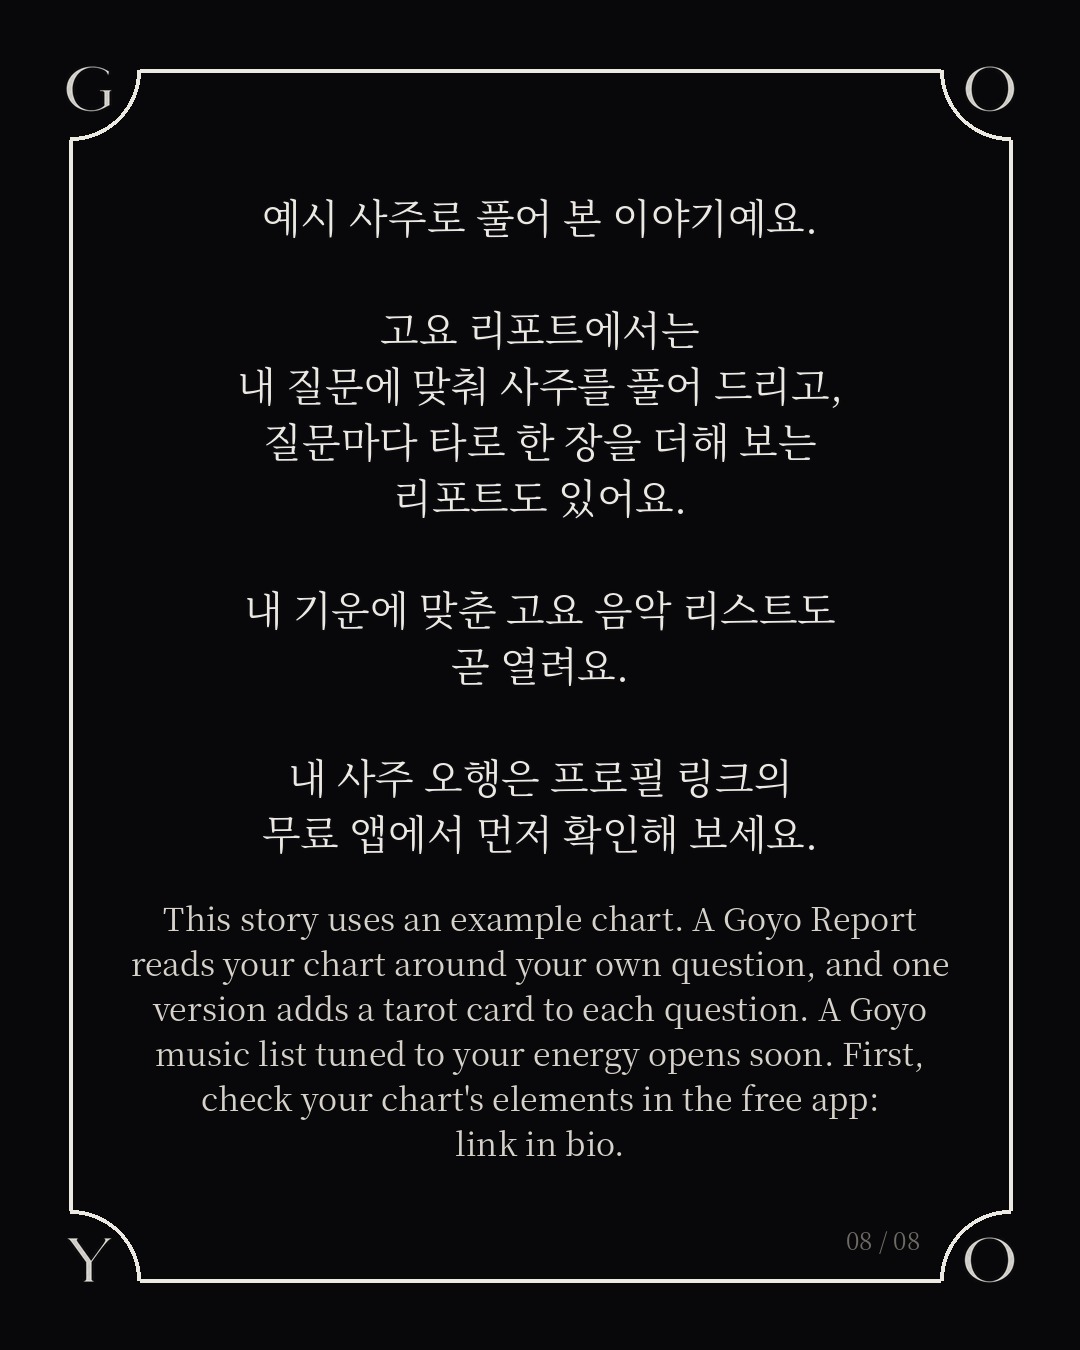 G O
예시 사주로 풀어 본 이야기예요.
고요 리포트에서는
내 질문에 맞춰 사주를 풀어 드리고,
질문마다 타로 한 장을 더해 보는
리포트도 있어요.
내 기운에 맞춘 고요 음악 리스트도
곧 열려요.
내 사주 오행은 프로필 링크의
무료 앱에서 먼저 확인해 보세요.
This story uses an example chart. A Goyo Report
reads your chart around your own question, and one
version adds a tarot card to each question. A Goyo
music list tuned to your energy opens soon. First,
check your chart's elements in the free app:
link in bio.
08 / 08
Y O